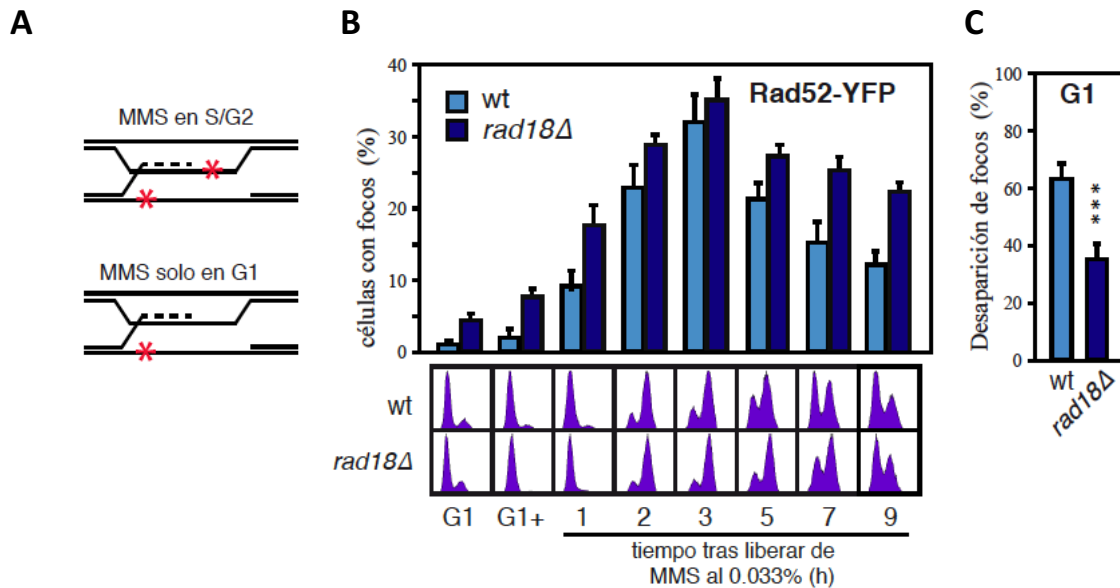 A
B
C
MMS en S/G2
MMS solo en G1
células con focos (%)
40
30
20
10
0
wt
rad18Δ
Rad52-YFP
wt
rad18Δ
G1 G1+ 1 2 3 5 7 9
tiempo tras liberar de
MMS al 0.033% (h)
Desaparición de focos (%)
100
80
60
40
20
0
G1
***
wt
rad18Δ